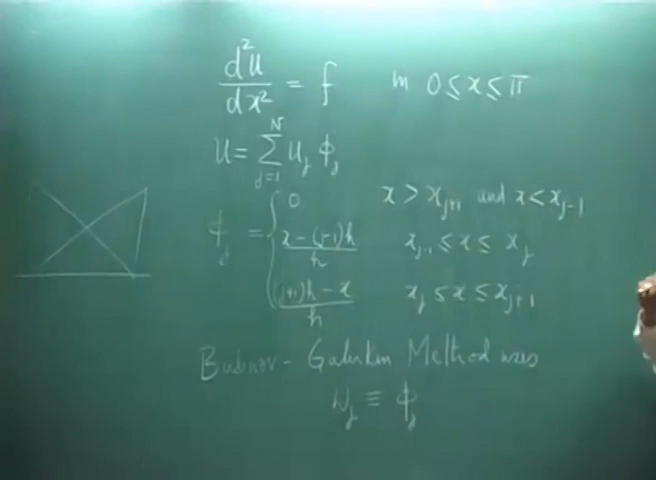 d²u/dx² = f in 0 ≤ x ≤ π
u = Σ_{j=1}^{N} u_j ϕ_j
ϕ_j = { 0 x > x_{j+1} and x < x_{j-1}
x - (j-1)h / h x_{j-1} ≤ x ≤ x_j
(j+1)h - x / h x_j ≤ x ≤ x_{j+1}
Bubnov - Galerkin Method uses
W_j ≡ ϕ_j